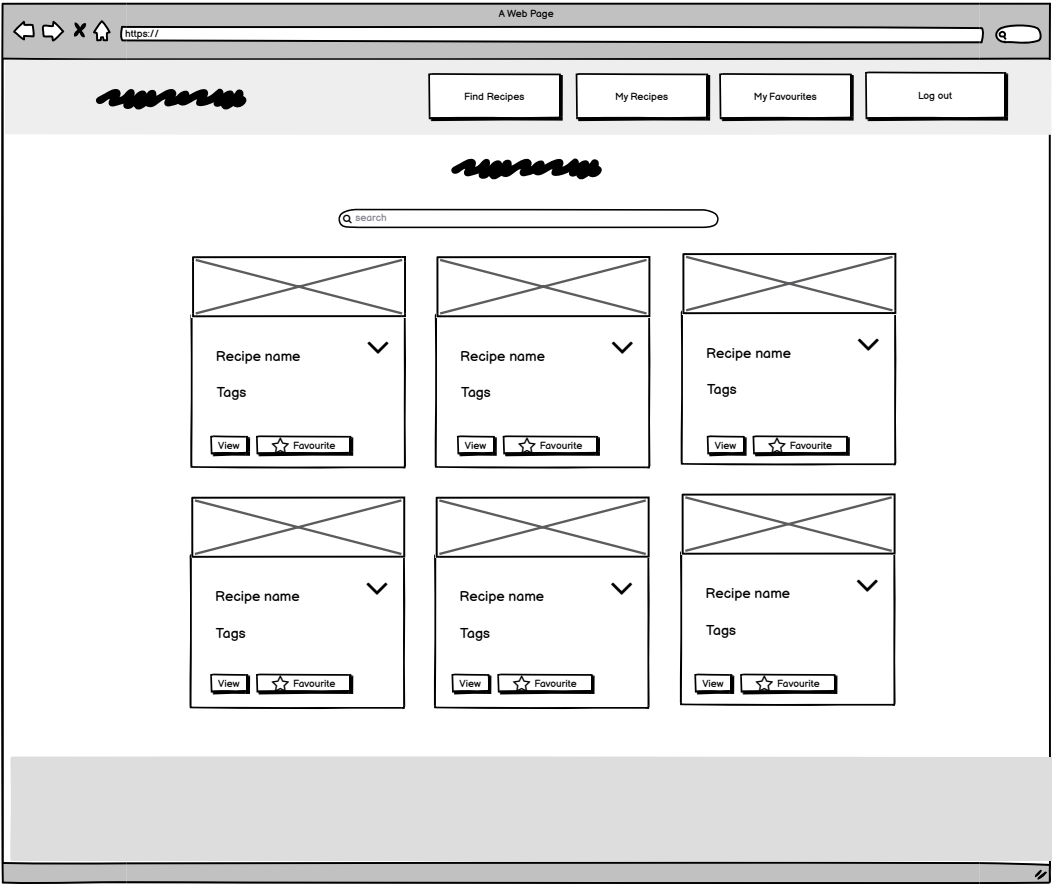 A Web Page
https://
Find Recipes My Recipes My Favourites Log out
search
Recipe name Recipe name Recipe name
Tags Tags Tags
View Favourite View Favourite View Favourite
Recipe name Recipe name Recipe name
Tags Tags Tags
View Favourite View Favourite View Favourite